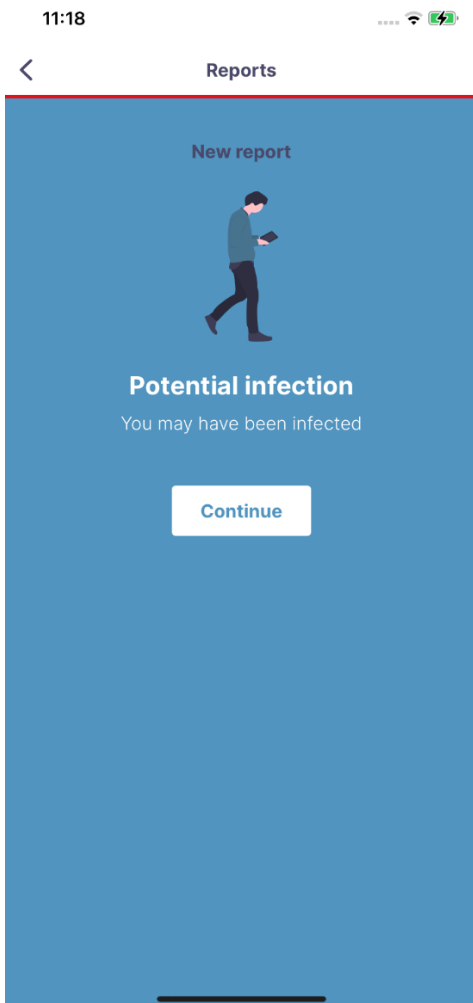 11:18
Reports
New report
Potential infection
You may have been infected
Continue